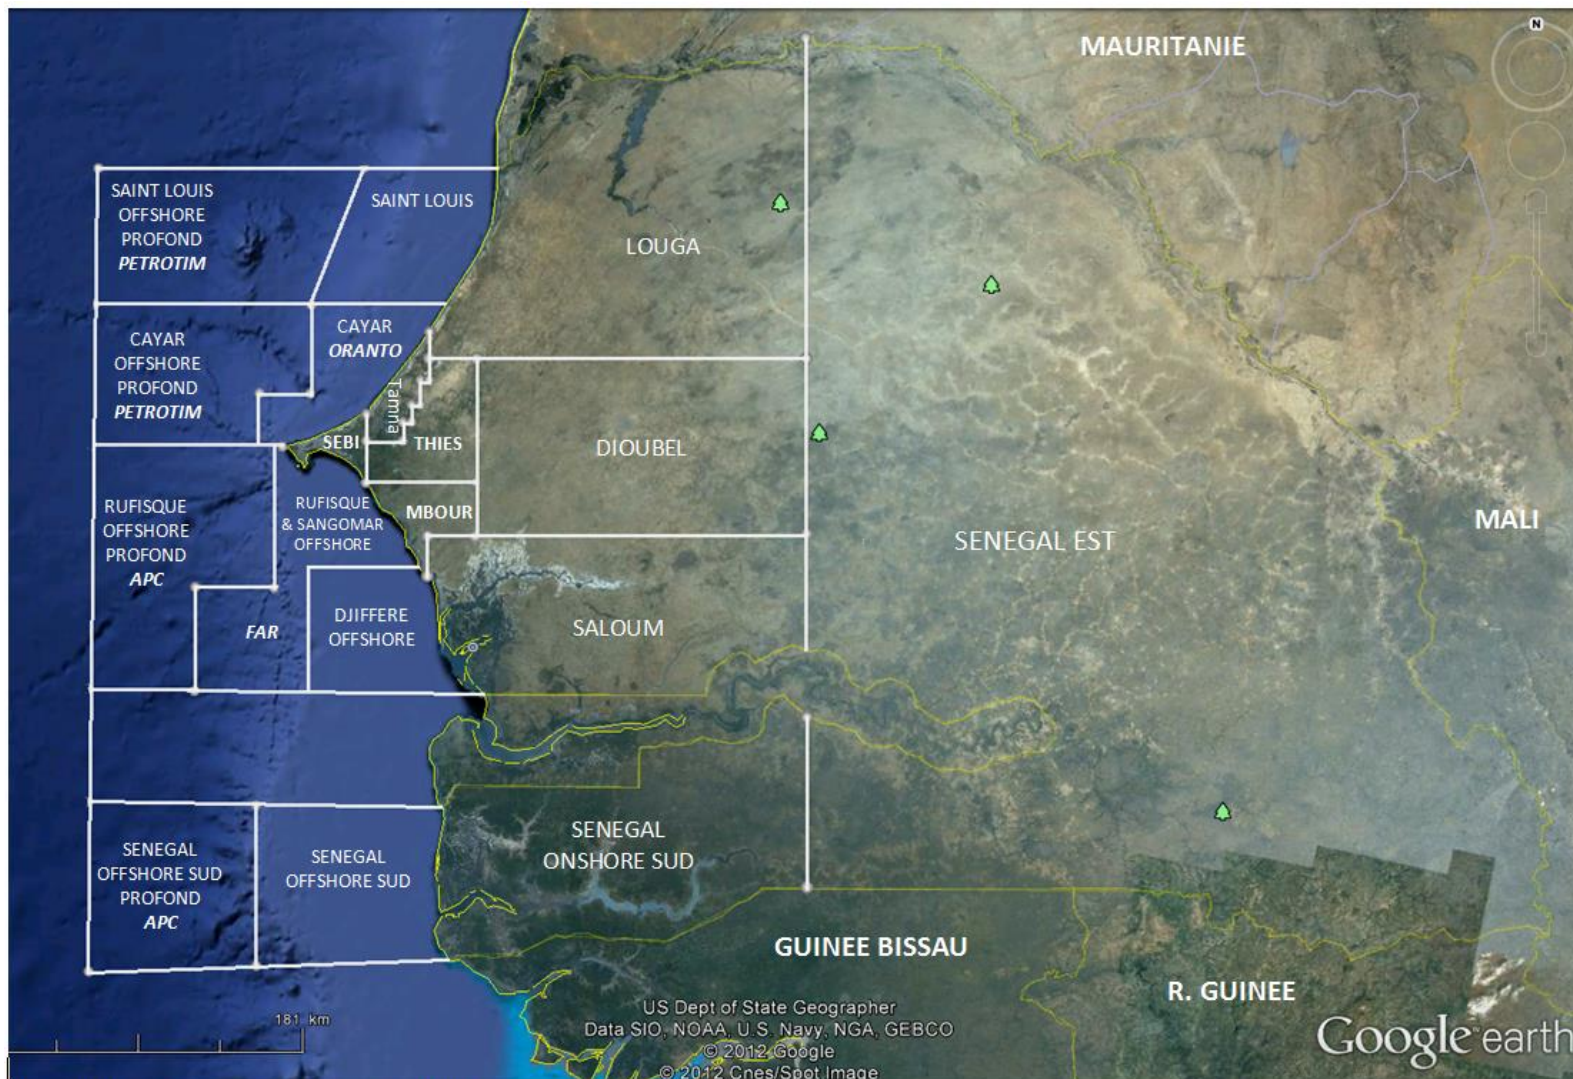 N
MAURITANIE
SAINT LOUIS
OFFSHORE
PROFOND
PETROTIM
SAINT LOUIS
LOUGA
CAYAR
OFFSHORE
PROFOND
PETROTIM
CAYAR
ORANTO
Tamna
SEBI
THIES
DIOUBEL
RUFISQUE
OFFSHORE
PROFOND
APC
RUFISQUE
& SANGOMAR
OFFSHORE
MBOUR
SENEGAL EST
MALI
FAR
DJIFFERE
OFFSHORE
SALOUM
SENEGAL
OFFSHORE SUD
PROFOND
APC
SENEGAL
OFFSHORE SUD
SENEGAL
ONSHORE SUD
GUINEE BISSAU
R. GUINEE
181 km
US Dept of State Geographer
Data SIO, NOAA, U.S. Navy, NGA, GEBCO
© 2012 Google
© 2012 Cnes/Spot Image
Google earth